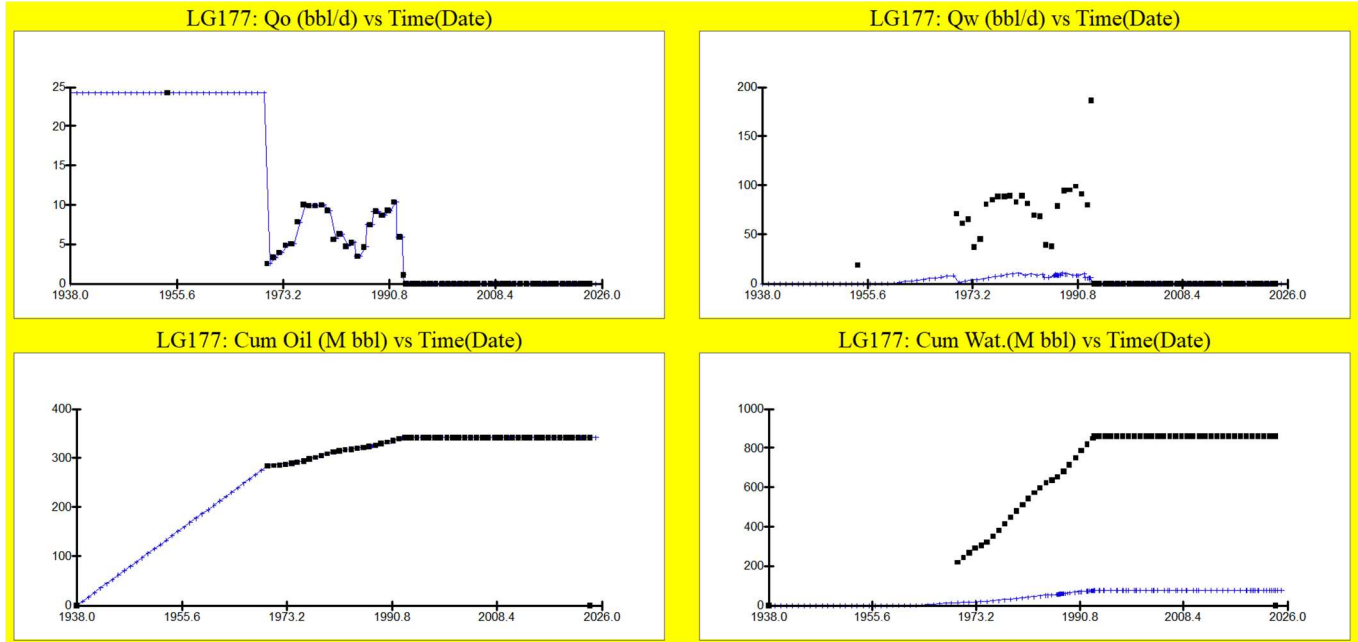 LG177: Qo (bbl/d) vs Time(Date)
25
20
15
10
5
0
1938.0 1955.6 1973.2 1990.8 2008.4 2026.0
LG177: Qw (bbl/d) vs Time(Date)
200
150
100
50
0
1938.0 1955.6 1973.2 1990.8 2008.4 2026.0
LG177: Cum Oil (M bbl) vs Time(Date)
400
300
200
100
0
1938.0 1955.6 1973.2 1990.8 2008.4 2026.0
LG177: Cum Wat.(M bbl) vs Time(Date)
1000
800
600
400
200
0
1938.0 1955.6 1973.2 1990.8 2008.4 2026.0